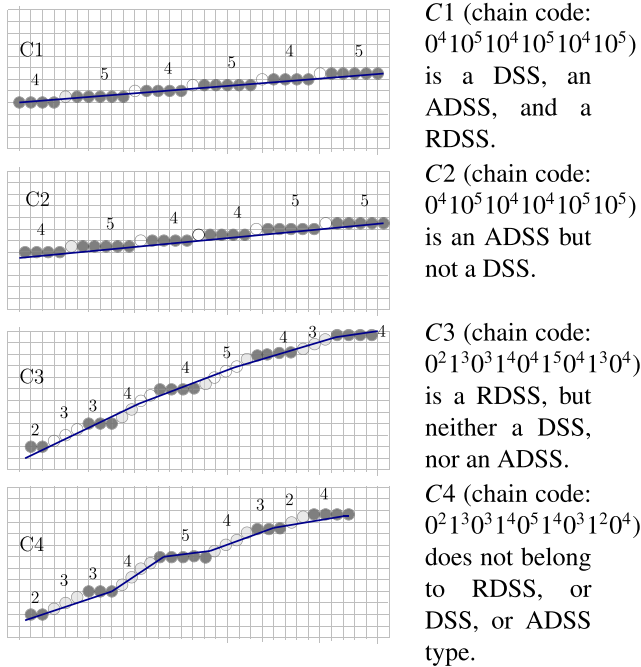 C1
4 5 4 5 4 5
C1 (chain code:
0⁴10⁵10⁴10⁵10⁴10⁵)
is a DSS, an
ADSS, and a
RDSS.
C2
4 5 4 4 5 5
C2 (chain code:
0⁴10⁵10⁴10⁴10⁵10⁵)
is an ADSS but
not a DSS.
C3
2 3 3 4 4 5 4 3 4
C3 (chain code:
0²1³0³1⁴0⁴1⁵0⁴1³0⁴)
is a RDSS, but
neither a DSS,
nor an ADSS.
C4
2 3 3 4 5 4 3 2 4
C4 (chain code:
0²1³0³1⁴0⁵1⁴0³1²0⁴)
does not belong
to RDSS, or
DSS, or ADSS
type.